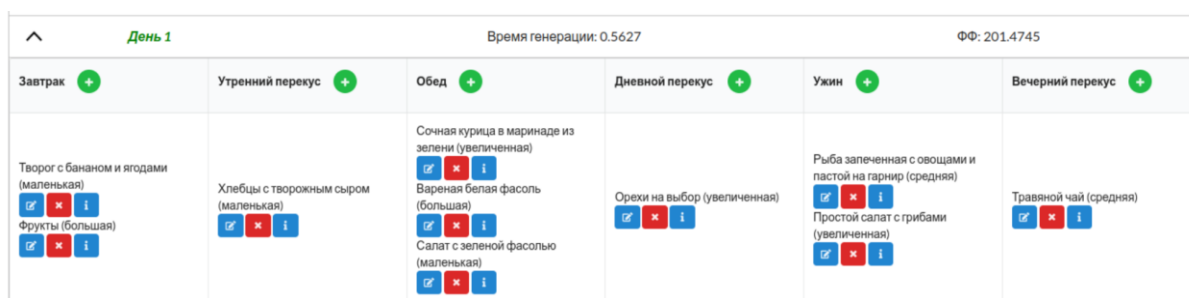 День 1
Время генерации: 0.5627
ФФ: 201.4745
Завтрак
Утренний перекус
Обед
Дневной перекус
Ужин
Вечерний перекус
Творог с бананом и ягодами
(маленькая)
Фрукты (большая)
Хлебцы с творожным сыром
(маленькая)
Сочная курица в маринаде из
зелени (увеличенная)
Вареная белая фасоль
(большая)
Салат с зеленой фасолью
(маленькая)
Орехи на выбор (увеличенная)
Рыба запеченная с овощами и
пастой на гарнир (средняя)
Простой салат с грибами
(увеличенная)
Травяной чай (средняя)